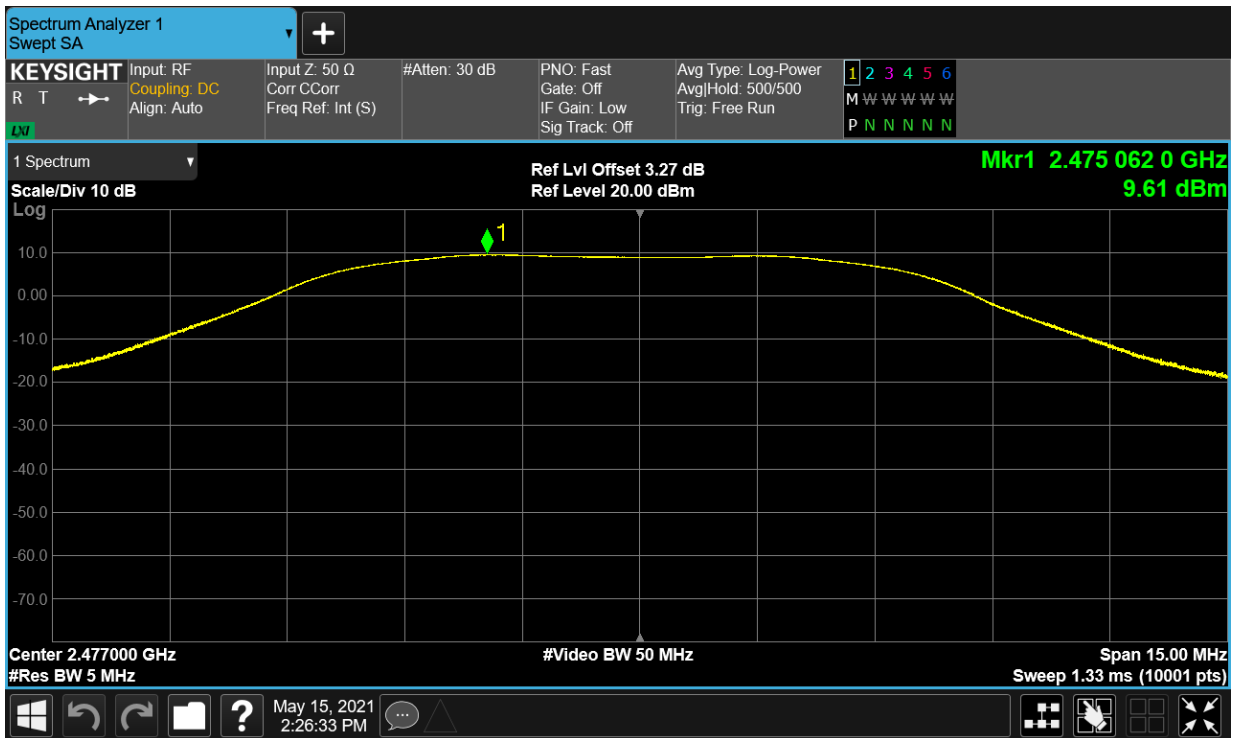 Spectrum Analyzer 1
Swept SA
+
KEYSIGHT
R T
LXI
Input: RF
Coupling: DC
Align: Auto
Input Z: 50 Ω
Corr CCorr
Freq Ref: Int (S)
#Atten: 30 dB
PNO: Fast
Gate: Off
IF Gain: Low
Sig Track: Off
Avg Type: Log-Power
Avg|Hold: 500/500
Trig: Free Run
1 2 3 4 5 6
M W W W W W
P N N N N N
1 Spectrum
Scale/Div 10 dB
Log
Ref Lvl Offset 3.27 dB
Ref Level 20.00 dBm
Mkr1 2.475 062 0 GHz
9.61 dBm
1
10.0
0.00
-10.0
-20.0
-30.0
-40.0
-50.0
-60.0
-70.0
Center 2.477000 GHz
#Res BW 5 MHz
#Video BW 50 MHz
Span 15.00 MHz
Sweep 1.33 ms (10001 pts)
?
May 15, 2021
2:26:33 PM